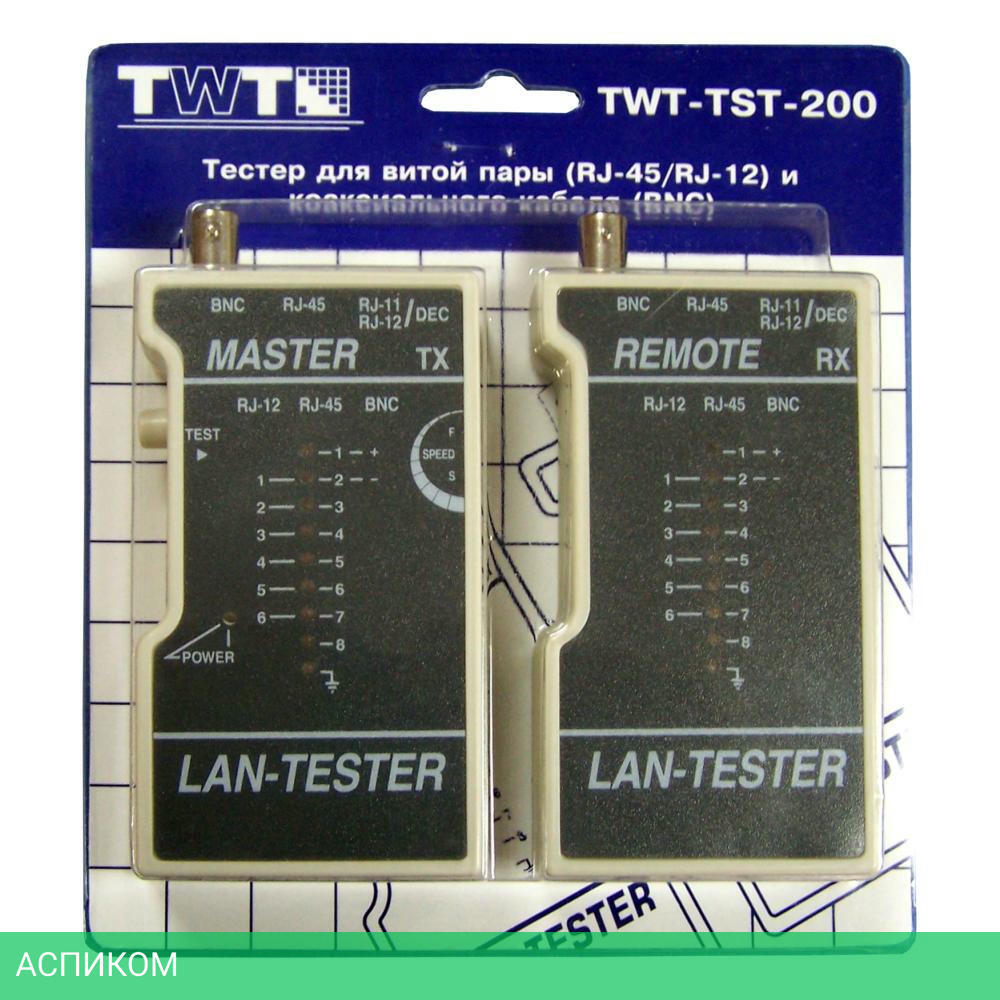 TWT
TWT-TST-200
Тестер для витой пары (RJ-45/RJ-12) и
коаксиального кабеля (BNC)
BNC RJ-45 RJ-11/DEC
RJ-12
MASTER TX
RJ-12 RJ-45 BNC
TEST
F
SPEED
S
1 +
1 2 -
2 3
3 4
4 5
5 6
6 7
8
POWER
LAN-TESTER
BNC RJ-45 RJ-11/DEC
RJ-12
REMOTE RX
RJ-12 RJ-45 BNC
1 +
1 2 -
2 3
3 4
4 5
5 6
6 7
8
LAN-TESTER
TESTER
АСПИКОМ